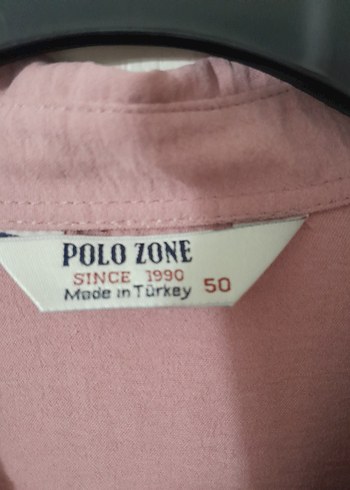 POLO ZONE
SINCE 1990
Made in Türkey 50